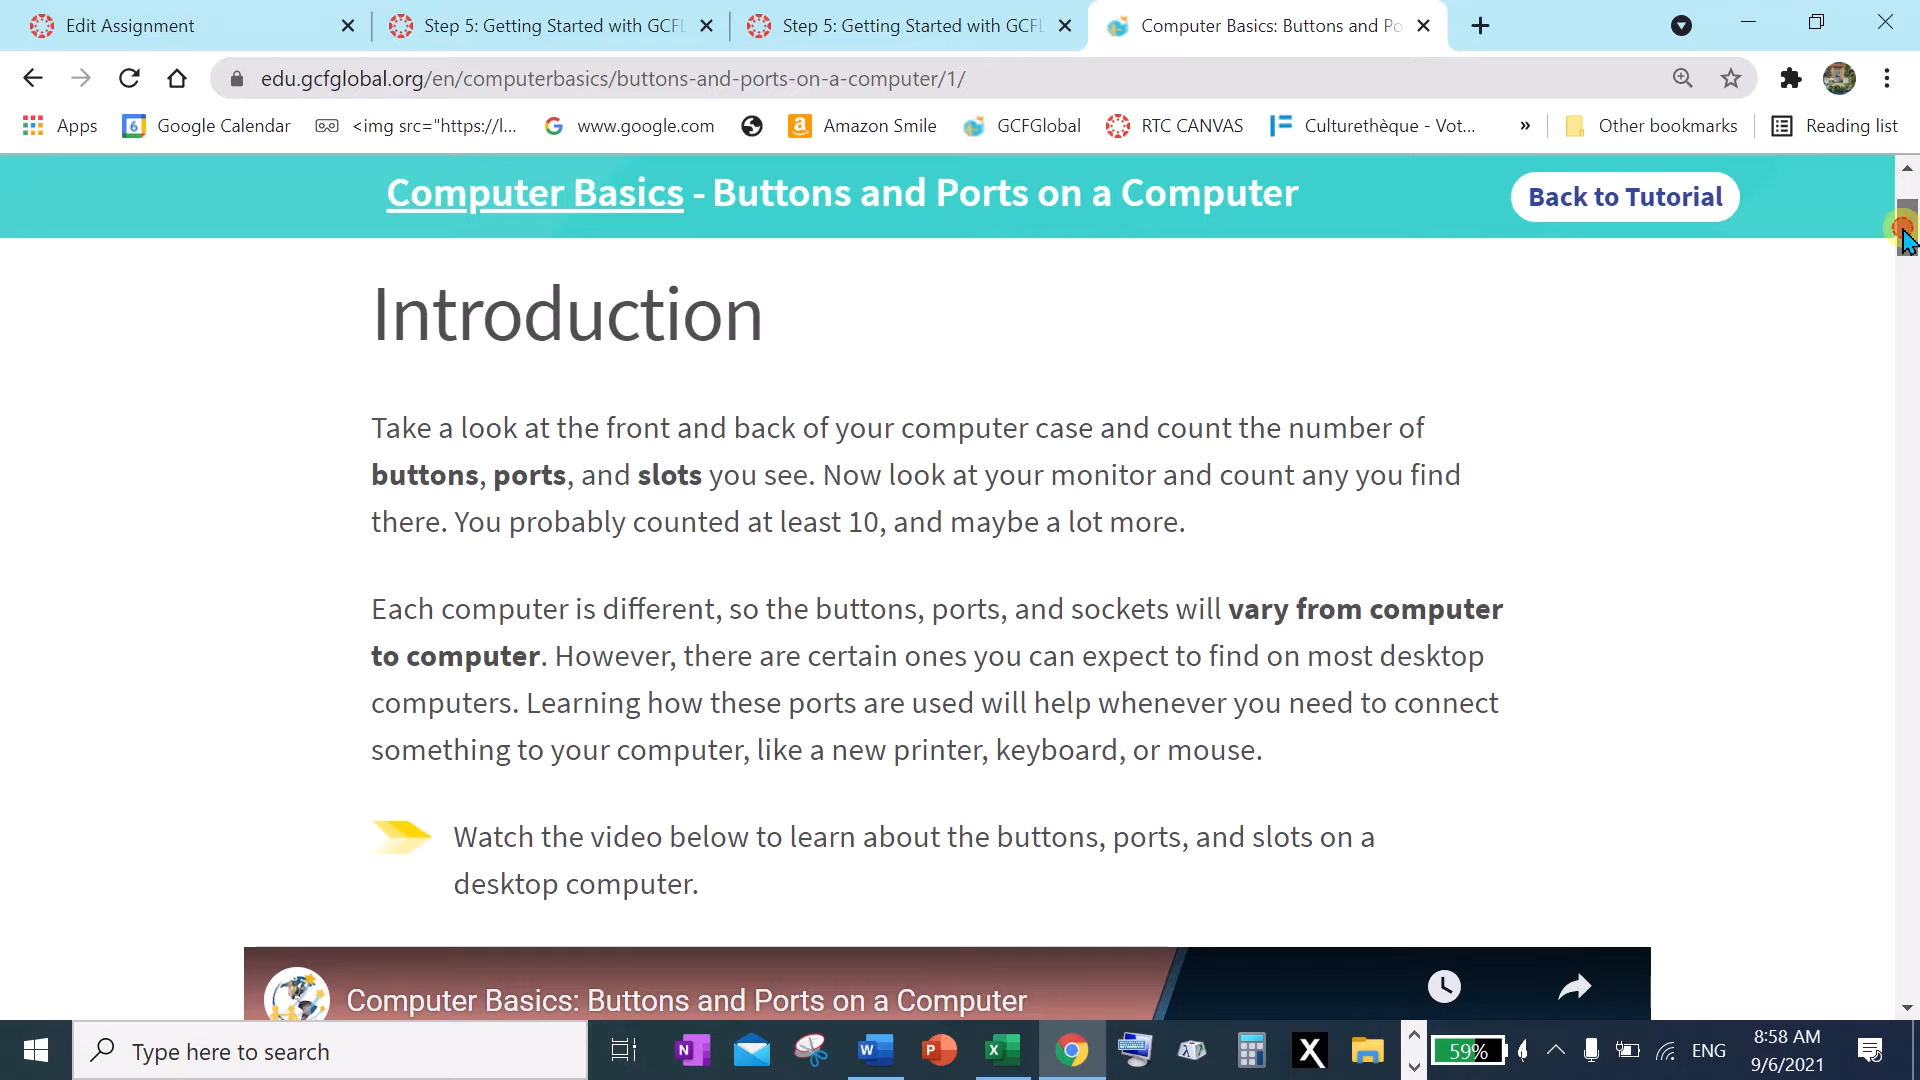 Edit Assignment
Step 5: Getting Started with GCFL
Step 5: Getting Started with GCFL
Computer Basics: Buttons and Po
edu.gcfglobal.org/en/computerbasics/buttons-and-ports-on-a-computer/1/
Apps
6
Google Calendar
<img src="https://l...
www.google.com
Amazon Smile
GCFGlobal
RTC CANVAS
Culturethèque - Vot...
»
Other bookmarks
Reading list
Computer Basics - Buttons and Ports on a Computer
Back to Tutorial
Introduction
Take a look at the front and back of your computer case and count the number of
buttons, ports, and slots you see. Now look at your monitor and count any you find
there. You probably counted at least 10, and maybe a lot more.
Each computer is different, so the buttons, ports, and sockets will vary from computer
to computer. However, there are certain ones you can expect to find on most desktop
computers. Learning how these ports are used will help whenever you need to connect
something to your computer, like a new printer, keyboard, or mouse.
Watch the video below to learn about the buttons, ports, and slots on a
desktop computer.
Computer Basics: Buttons and Ports on a Computer
Type here to search
59%
ENG
8:58 AM
9/6/2021